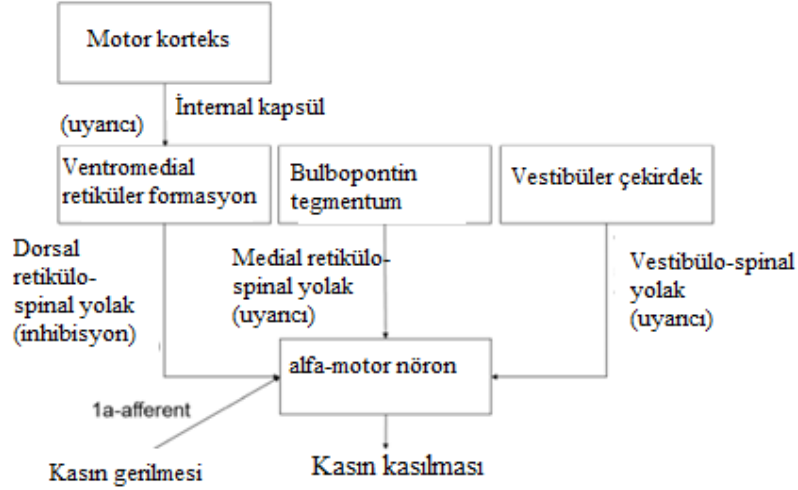 Motor korteks
İnternal kapsül
(uyarıcı)
Ventromedial
retiküler formasyon
Bulbopontin
tegmentum
Vestibüler çekirdek
Dorsal
retikülo-
spinal yolak
(inhibisyon)
Medial retikülo-
spinal yolak
(uyarıcı)
Vestibülo-spinal
yolak
(uyarıcı)
alfa-motor nöron
1a-afferent
Kasın gerilmesi
Kasın kasılması